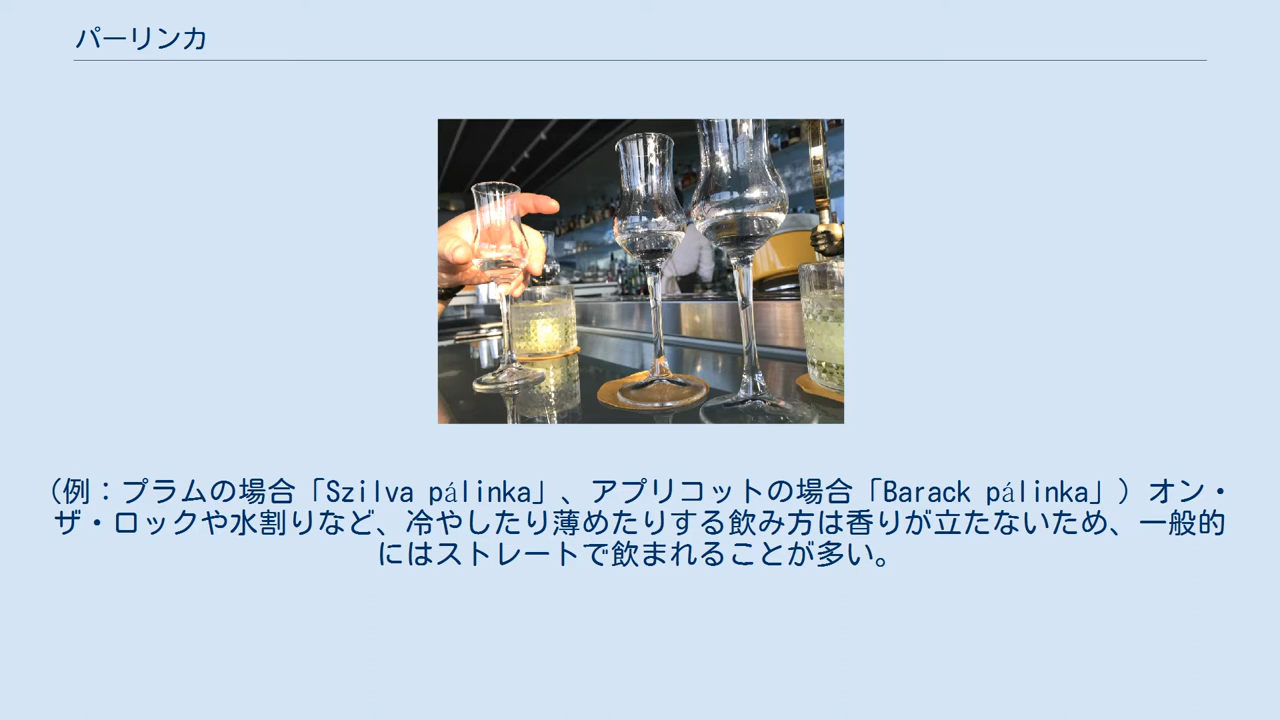 パーリンカ
（例：プラムの場合「Szilva pálinka」、アプリコットの場合「Barack pálinka」）オン・
ザ・ロックや水割りなど、冷やしたり薄めたりする飲み方は香りが立たないため、一般的
にはストレートで飲まれることが多い。